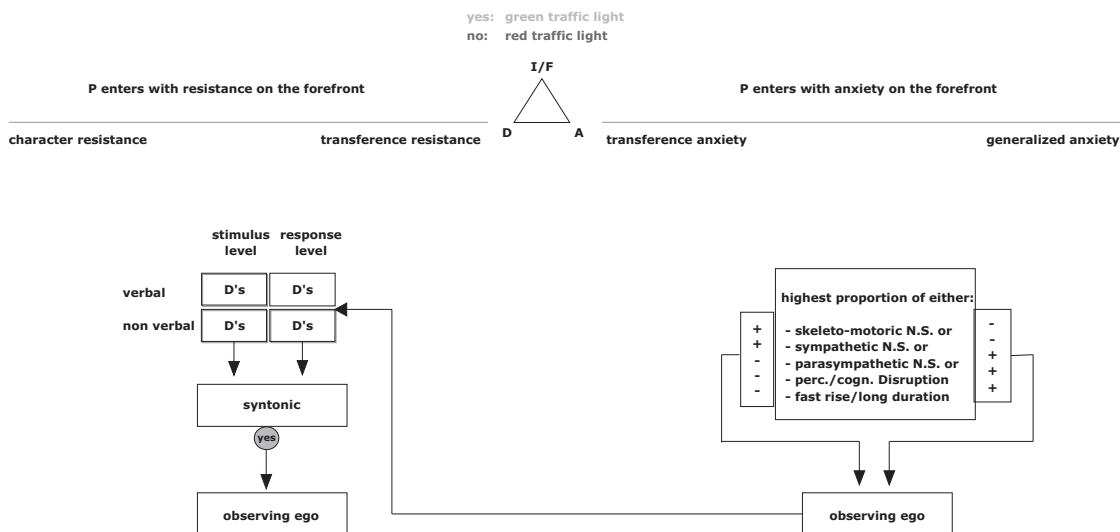 yes: green traffic light
no: red traffic light
I/F
P enters with resistance on the forefront
P enters with anxiety on the forefront
D A
character resistance
transference resistance
transference anxiety
generalized anxiety
stimulus level
response level
verbal
D's D's
non verbal
D's D's
syntonic
yes
observing ego
highest proportion of either:
+ - skeleto-motoric N.S. or -
+ - sympathetic N.S. or -
- - parasympathetic N.S. or +
- - perc./cogn. Disruption +
- - fast rise/long duration +
observing ego